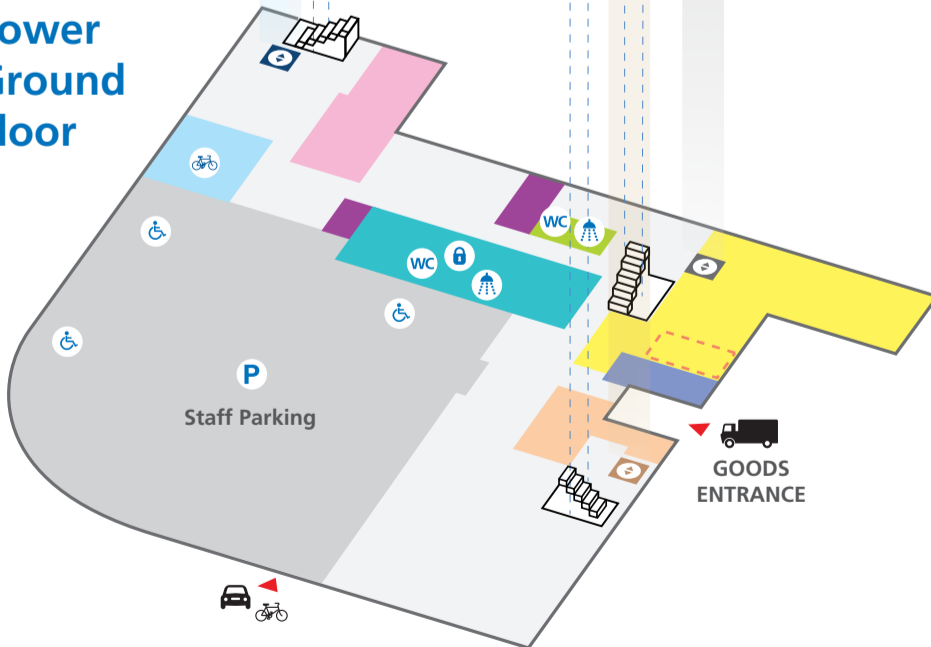 ower
Ground
loor
WC
WC
P
Staff Parking
GOODS
ENTRANCE